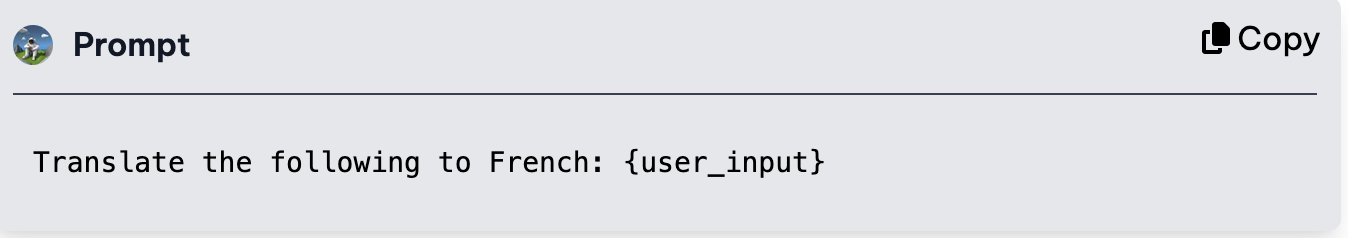 Prompt
Copy
Translate the following to French: {user_input}